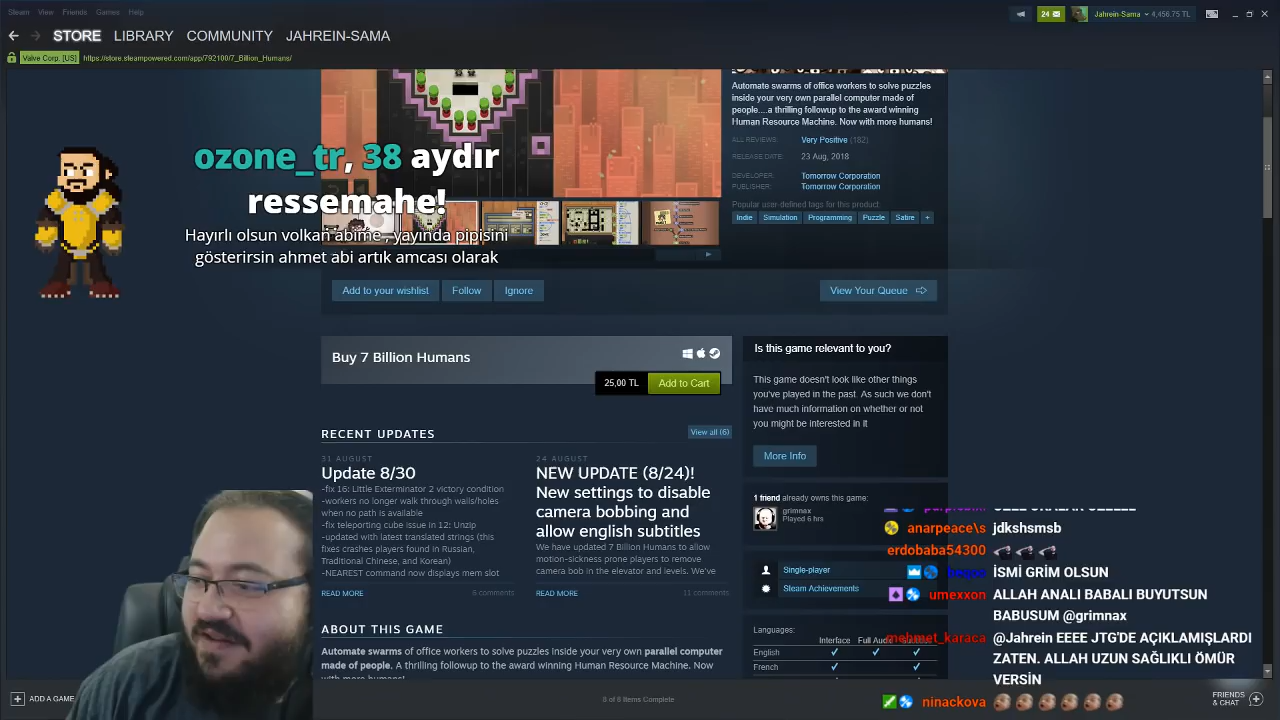 Steam View Friends Games Help
24
Jahrein-Sama 4,456.75 TL
STORE LIBRARY COMMUNITY JAHREIN-SAMA
Valve Corp. [US] https://store.steampowered.com/app/792100/7_Billion_Humans/
Automate swarms of office workers to solve puzzles
inside your very own parallel computer made of
people...a thrilling followup to the award winning
Human Resource Machine. Now with more humans!
ALL REVIEWS: Very Positive (182)
RELEASE DATE: 23 Aug, 2018
DEVELOPER: Tomorrow Corporation
PUBLISHER: Tomorrow Corporation
Popular user-defined tags for this product:
Indie Simulation Programming Puzzle Satire +
ozone_tr, 38 aydır
ressemahe!
Hayırlı olsun volkan abime , yayında pipisini
gösterirsin ahmet abi artık amcası olarak
Add to your wishlist Follow Ignore
View Your Queue
Buy 7 Billion Humans
25,00 TL Add to Cart
Is this game relevant to you?
This game doesn't look like other things
you've played in the past. As such we don't
have much information on whether or not
you might be interested in it
More Info
RECENT UPDATES
View all (6)
31 AUGUST
Update 8/30
-fix 16: Little Exterminator 2 victory condition
-workers no longer walk through walls/holes
when no path is available
-fix teleporting cube issue in 12: Unzip
-updated with latest translated strings (this
fixes crashes players found in Russian,
Traditional Chinese, and Korean)
-NEAREST command now displays mem slot
READ MORE 5 comments
24 AUGUST
NEW UPDATE (8/24)!
New settings to disable
camera bobbing and
allow english subtitles
We have updated 7 Billion Humans to allow
motion-sickness prone players to remove
camera bob in the elevator and levels. We've
READ MORE 11 comments
1 friend already owns this game:
grimnax
Played 6 hrs
Single-player
Steam Achievements
Languages:
Interface Full Audio
English ✓ ✓ ✓
French ✓ ✓
ABOUT THIS GAME
Automate swarms of office workers to solve puzzles inside your very own parallel computer
made of people. A thrilling followup to the award winning Human Resource Machine. Now
with more humans!
anarpeace\s jdkshsmsb
erdobaba54300
İSMİ GRİM OLSUN
umexxon ALLAH ANALI BABALI BUYUTSUN
BABUSUM @grimnax
mehmet_karaca @Jahrein EEEE JTG'DE AÇIKLAMIŞLARDI
ZATEN. ALLAH UZUN SAĞLIKLI ÖMÜR
VERSİN
ninackova
ADD A GAME
8 of 8 Items Complete
FRIENDS
& CHAT